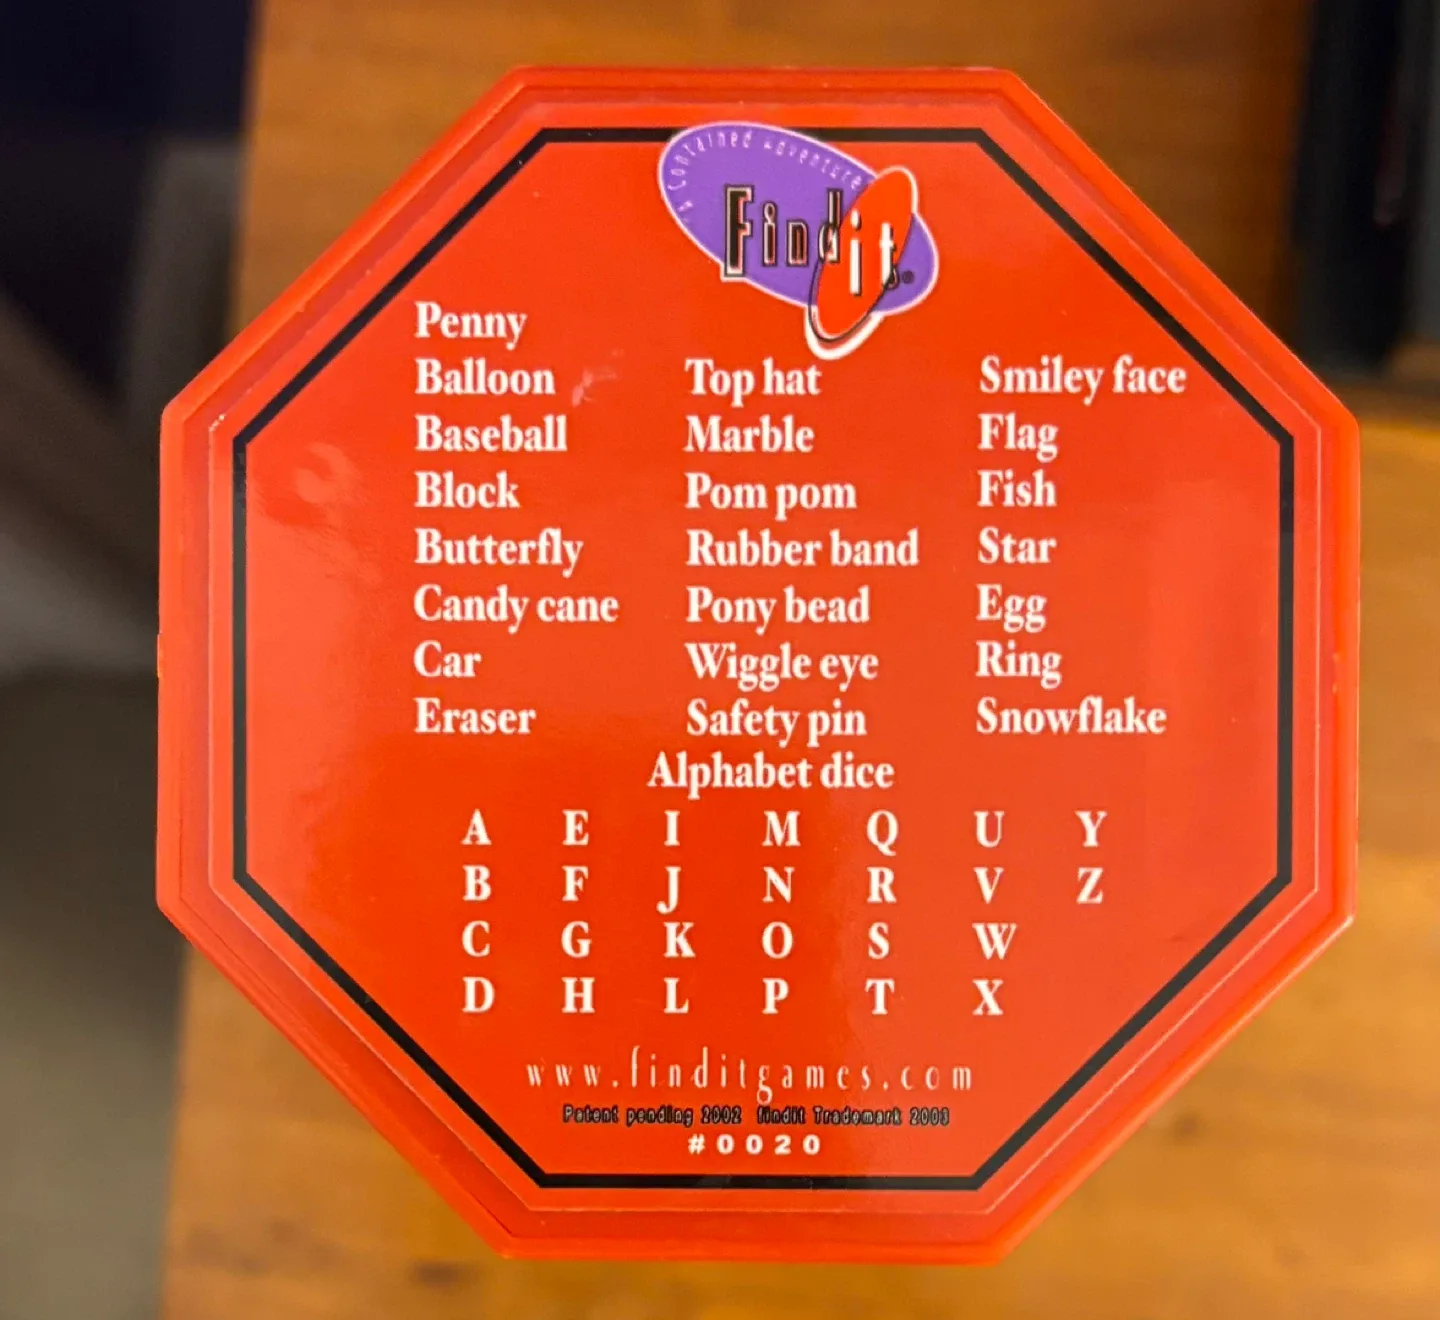 A Contained Adventure
Findit®
Penny
Balloon Top hat Smiley face
Baseball Marble Flag
Block Pom pom Fish
Butterfly Rubber band Star
Candy cane Pony bead Egg
Car Wiggle eye Ring
Eraser Safety pin Snowflake
Alphabet dice
A E I M Q U Y
B F J N R V Z
C G K O S W
D H L P T X
www.finditgames.com
Patent pending 2002 findit Trademark 2003
#0020